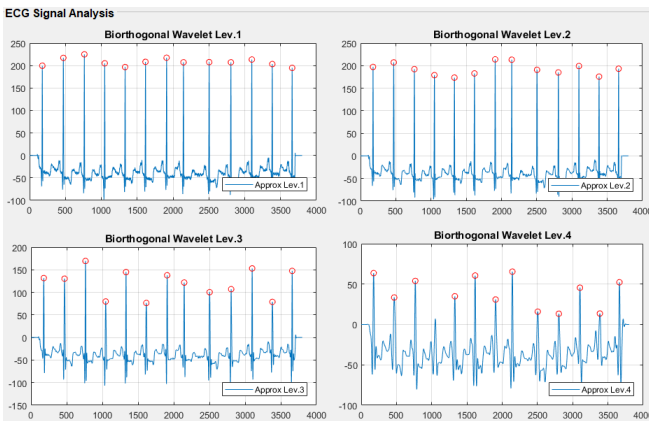 ECG Signal Analysis
Biorthogonal Wavelet Lev.1
250
200
150
100
50
0
-50
-100
0 500 1000 1500 2000 2500 3000 3500 4000
Approx Lev.1
Biorthogonal Wavelet Lev.2
250
200
150
100
50
0
-50
-100
0 500 1000 1500 2000 2500 3000 3500 4000
Approx Lev.2
Biorthogonal Wavelet Lev.3
200
150
100
50
0
-50
-100
-150
0 500 1000 1500 2000 2500 3000 3500 4000
Approx Lev.3
Biorthogonal Wavelet Lev.4
100
50
0
-50
-100
0 500 1000 1500 2000 2500 3000 3500 4000
Approx Lev.4